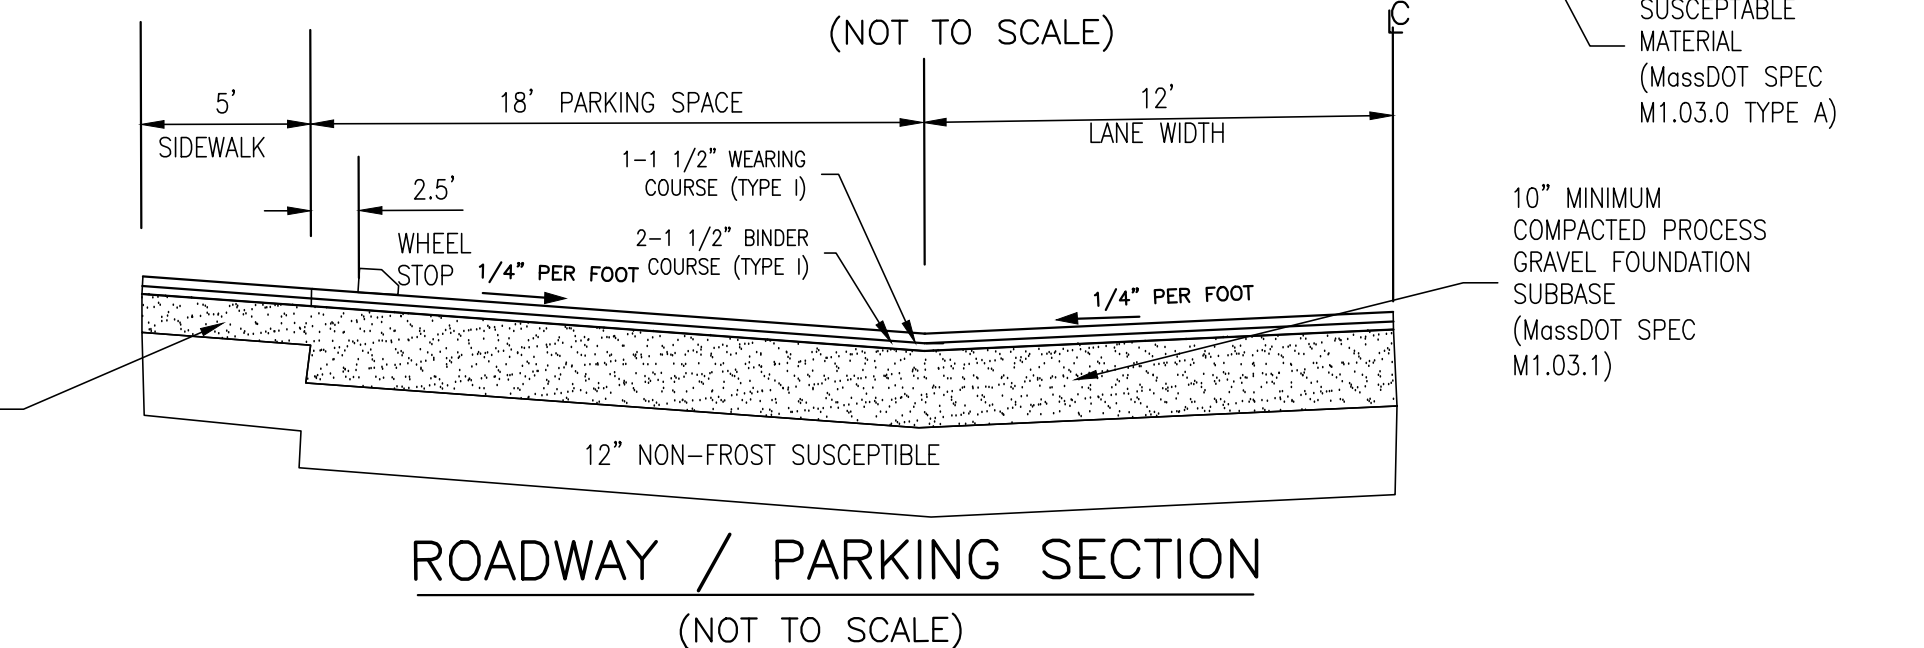 (NOT TO SCALE)
℄
SUSCEPTABLE
MATERIAL
(MassDOT SPEC
M1.03.0 TYPE A)
5'
SIDEWALK
18' PARKING SPACE
12'
LANE WIDTH
2.5'
WHEEL
STOP
1-1 1/2" WEARING
COURSE (TYPE I)
2-1 1/2" BINDER
COURSE (TYPE I)
1/4" PER FOOT
1/4" PER FOOT
10" MINIMUM
COMPACTED PROCESS
GRAVEL FOUNDATION
SUBBASE
(MassDOT SPEC
M1.03.1)
12" NON-FROST SUSCEPTIBLE
ROADWAY / PARKING SECTION
(NOT TO SCALE)